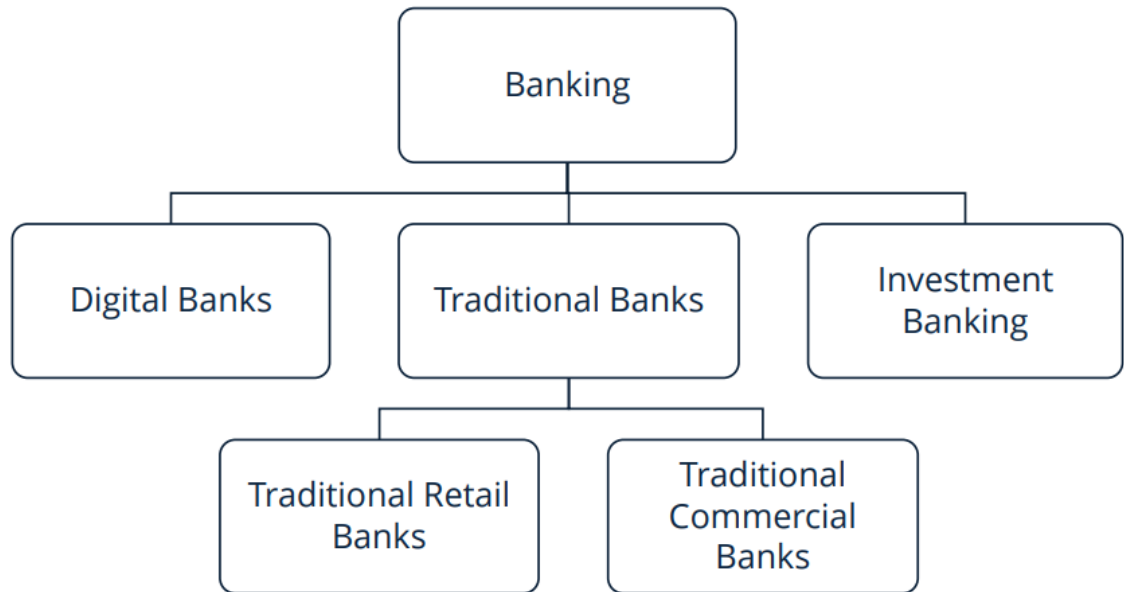 Banking
Digital Banks
Traditional Banks
Investment
Banking
Traditional Retail
Banks
Traditional
Commercial
Banks